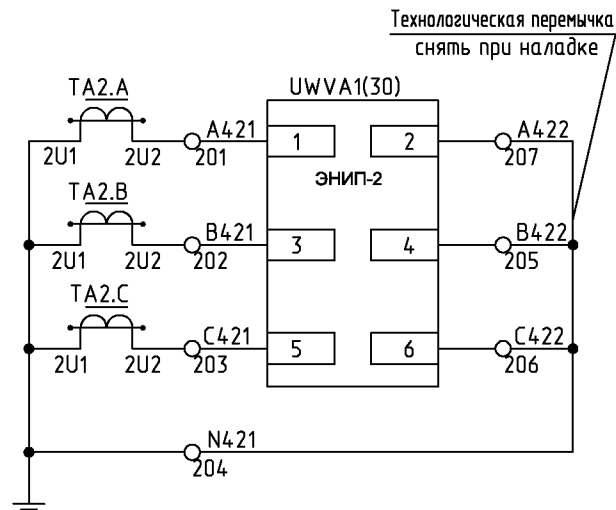 Технологическая перемычка
снять при наладке
TA2.A
UWVA1(30)
2U1
2U2
A421
201
1
2
A422
207
ЭНИП-2
TA2.B
2U1
2U2
B421
202
3
4
B422
205
TA2.C
2U1
2U2
C421
203
5
6
C422
206
N421
204